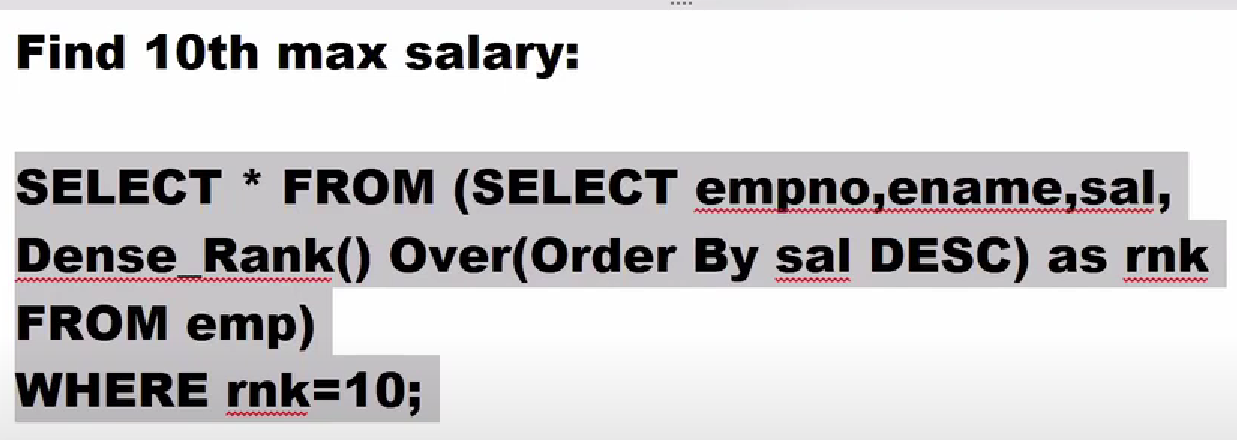 Find 10th max salary:
SELECT * FROM (SELECT empno,ename,sal,
Dense_Rank() Over(Order By sal DESC) as rnk
FROM emp)
WHERE rnk=10;